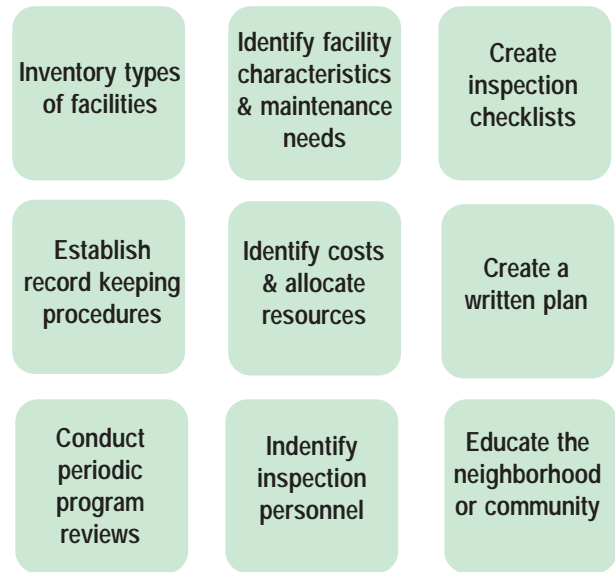 Inventory types
of facilities
Identify facility
characteristics
& maintenance
needs
Create
inspection
checklists
Establish
record keeping
procedures
Identify costs
& allocate
resources
Create a
written plan
Conduct
periodic
program
reviews
Indentify
inspection
personnel
Educate the
neighborhood
or community